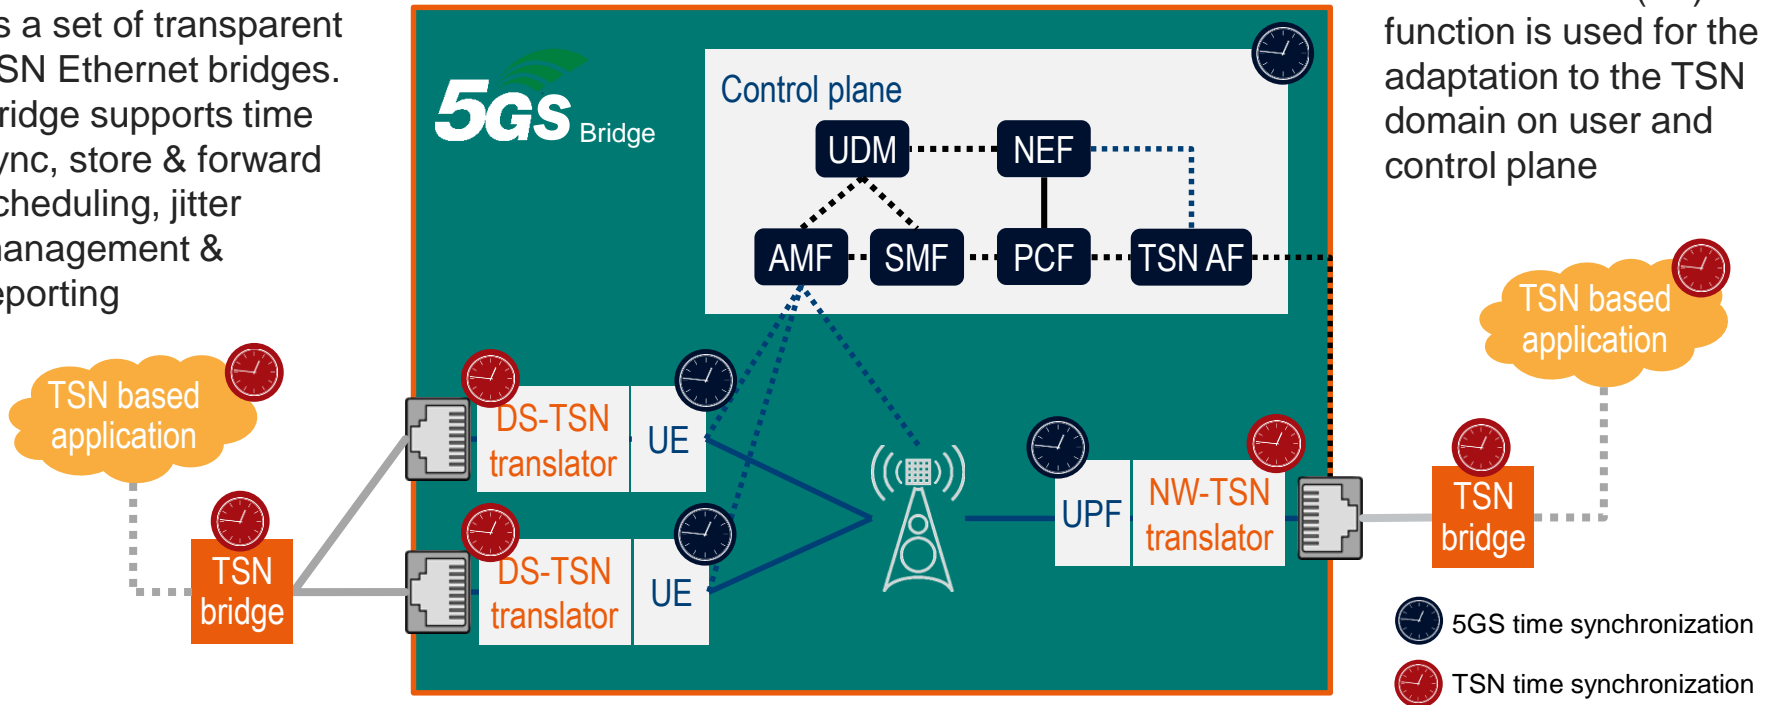 s a set of transparent
SN Ethernet bridges.
ridge supports time
ync, store & forward
cheduling, jitter
anagement &
eporting
function is used for the
adaptation to the TSN
domain on user and
control plane
5GS Bridge
Control plane
UDM
NEF
AMF
SMF
PCF
TSN AF
TSN based
application
TSN
bridge
DS-TSN
translator
UE
DS-TSN
translator
UE
UPF
NW-TSN
translator
TSN
bridge
TSN based
application
5GS time synchronization
TSN time synchronization